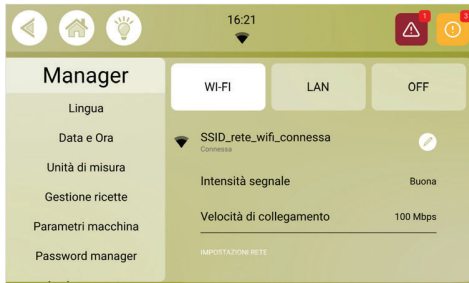 16:21
1
3
Manager
Lingua
Data e Ora
Unità di misura
Gestione ricette
Parametri macchina
Password manager
WI-FI
LAN
OFF
SSID_rete_wifi_connessa
Connessa
Intensità segnale
Buona
Velocità di collegamento
100 Mbps
IMPOSTAZIONI RETE